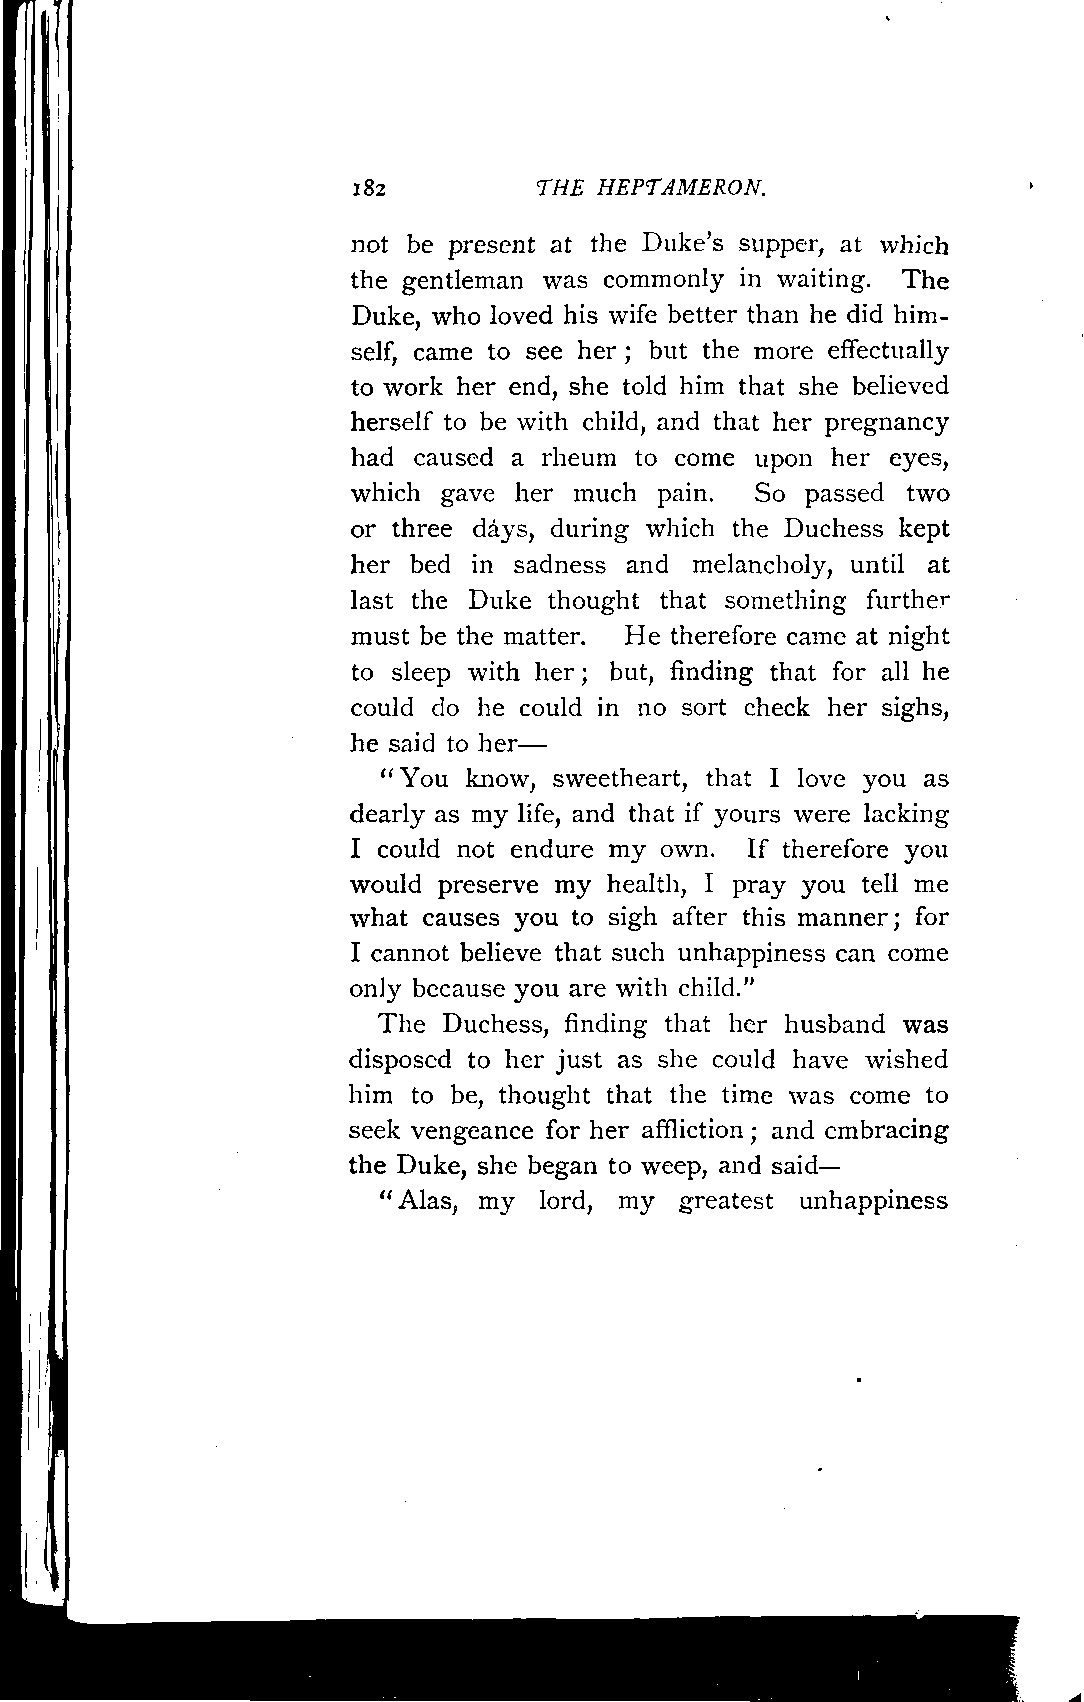 182 THE HEPTAMERON.
not be present at the Duke's supper, at which
the gentleman was commonly in waiting. The
Duke, who loved his wife better than he did him-
self, came to see her; but the more effectually
to work her end, she told him that she believed
herself to be with child, and that her pregnancy
had caused a rheum to come upon her eyes,
which gave her much pain. So passed two
or three days, during which the Duchess kept
her bed in sadness and melancholy, until at
last the Duke thought that something further
must be the matter. He therefore came at night
to sleep with her; but, finding that for all he
could do he could in no sort check her sighs,
he said to her—
"You know, sweetheart, that I love you as
dearly as my life, and that if yours were lacking
I could not endure my own. If therefore you
would preserve my health, I pray you tell me
what causes you to sigh after this manner; for
I cannot believe that such unhappiness can come
only because you are with child."
The Duchess, finding that her husband was
disposed to her just as she could have wished
him to be, thought that the time was come to
seek vengeance for her affliction; and embracing
the Duke, she began to weep, and said—
"Alas, my lord, my greatest unhappiness